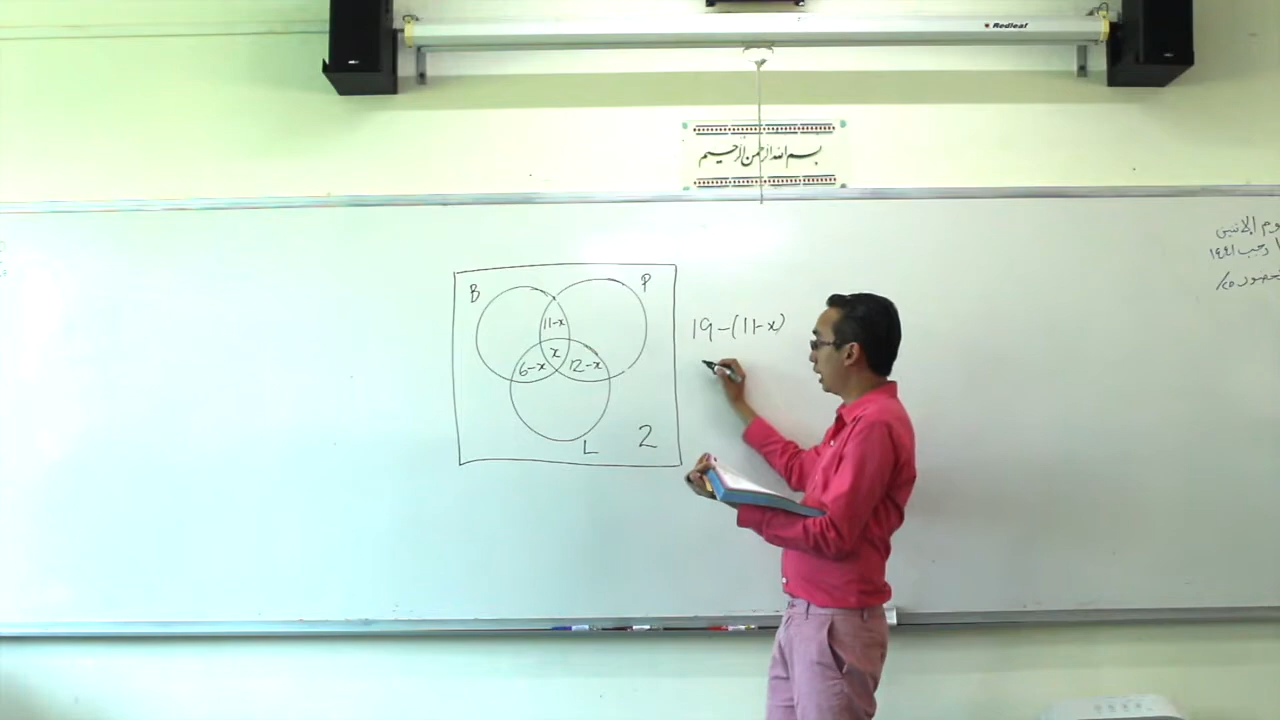 Redleaf
بسم الله الرحمن الرحيم
B
P
11-x
x
6-x
12-x
L
2
19-(11-x)